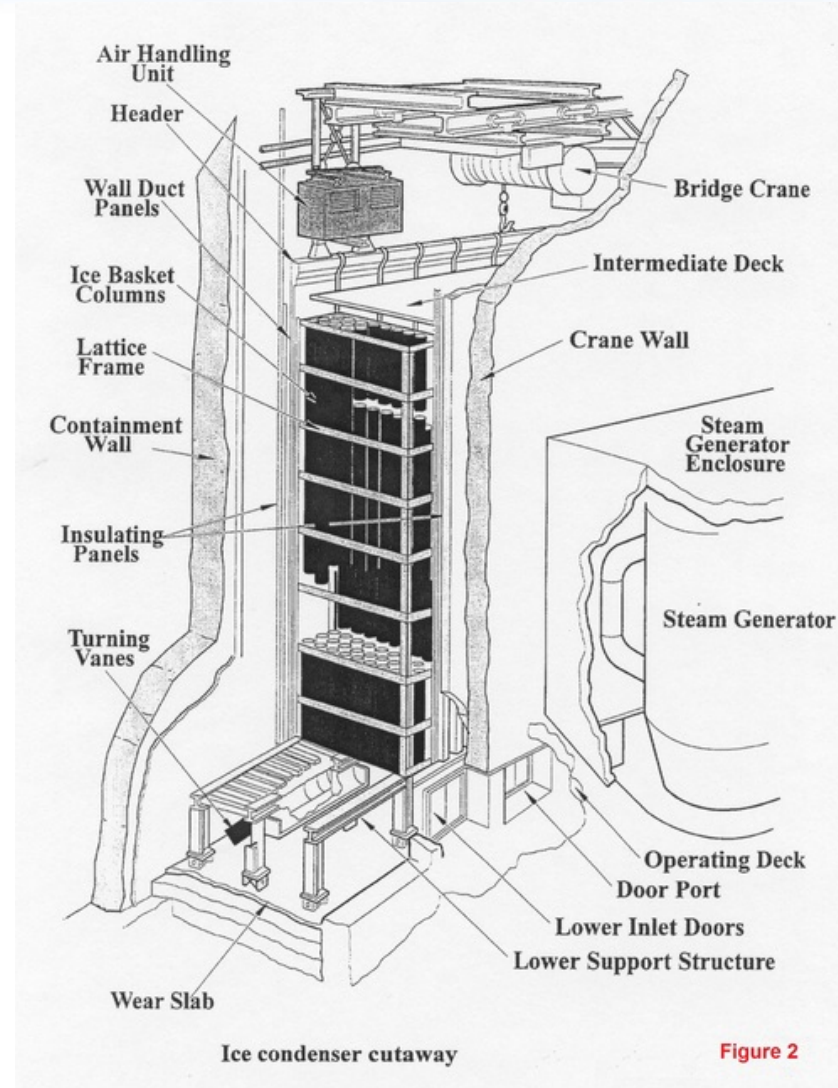 Air Handling
Unit
Header
Wall Duct
Panels
Ice Basket
Columns
Lattice
Frame
Containment
Wall
Insulating
Panels
Turning
Vanes
Wear Slab
Bridge Crane
Intermediate Deck
Crane Wall
Steam
Generator
Enclosure
Steam Generator
Operating Deck
Door Port
Lower Inlet Doors
Lower Support Structure
Ice condenser cutaway
Figure 2